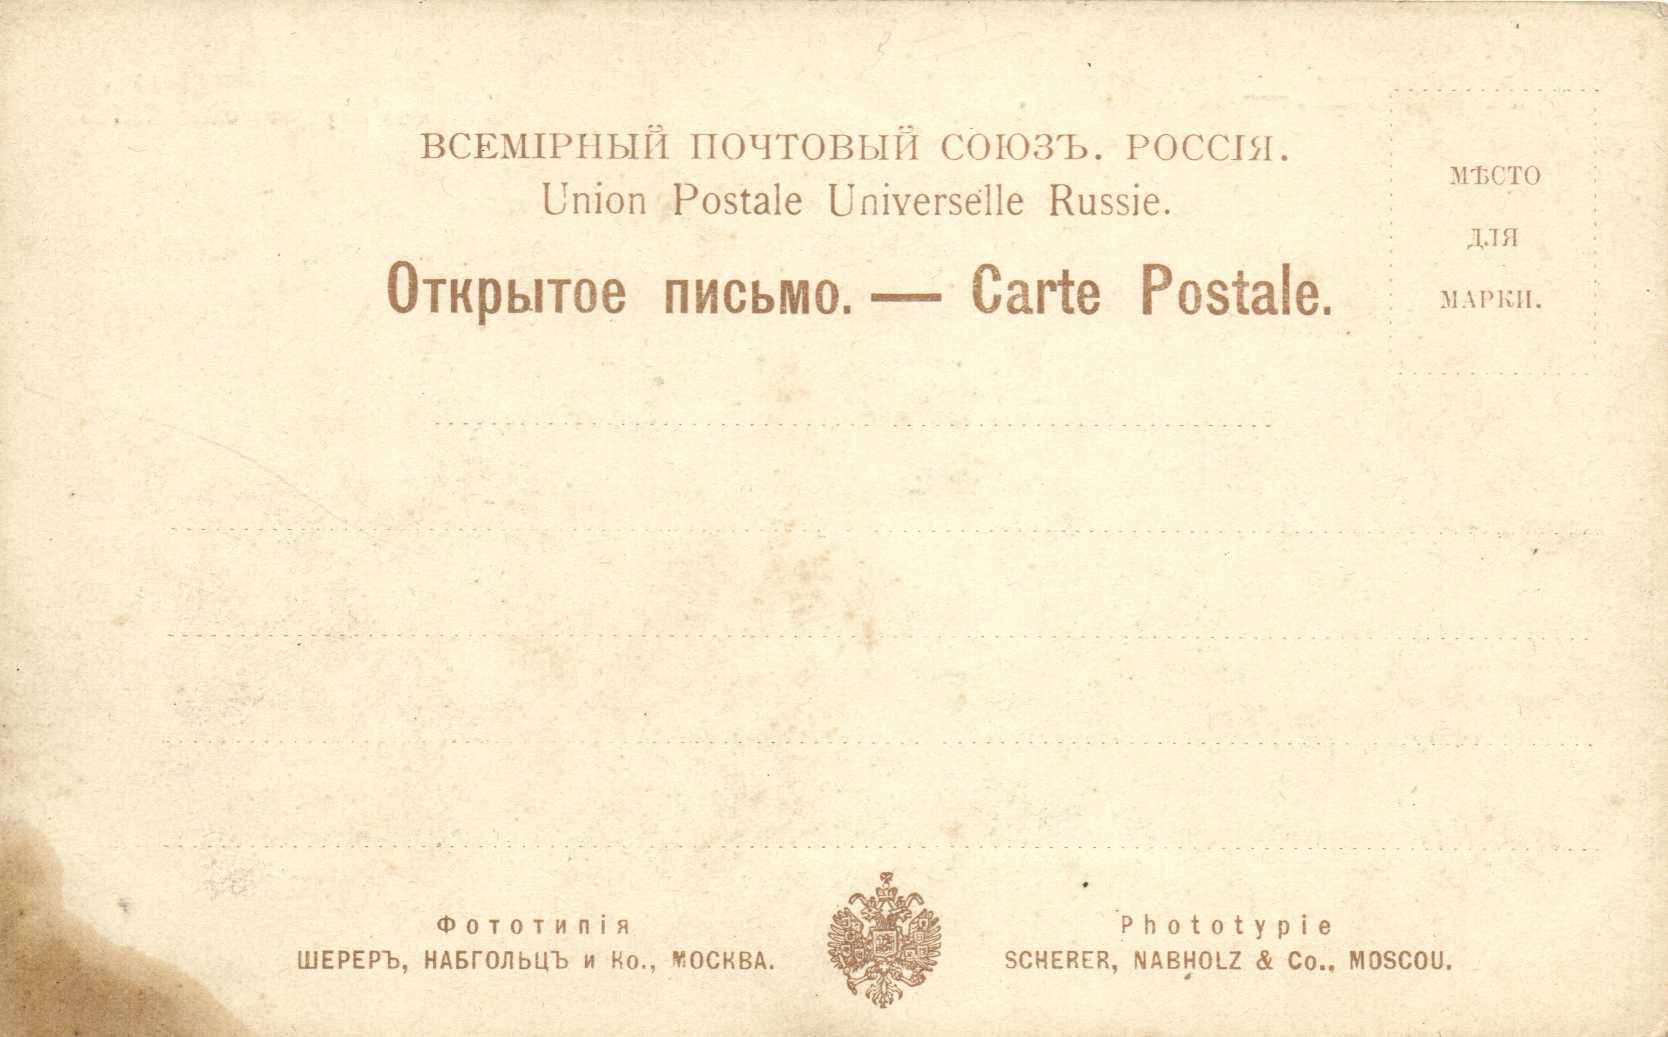 ВСЕМІРНЫЙ ПОЧТОВЫЙ СОЮЗЪ. РОССІЯ.
Union Postale Universelle Russie.
Открытое письмо. — Carte Postale.
МѢСТО
ДЛЯ
МАРКИ.
Фототипія
ШЕРЕРЪ, НАБГОЛЬЦЪ и Ко., МОСКВА.
Phototypie
SCHERER, NABHOLZ & Co., MOSCOU.